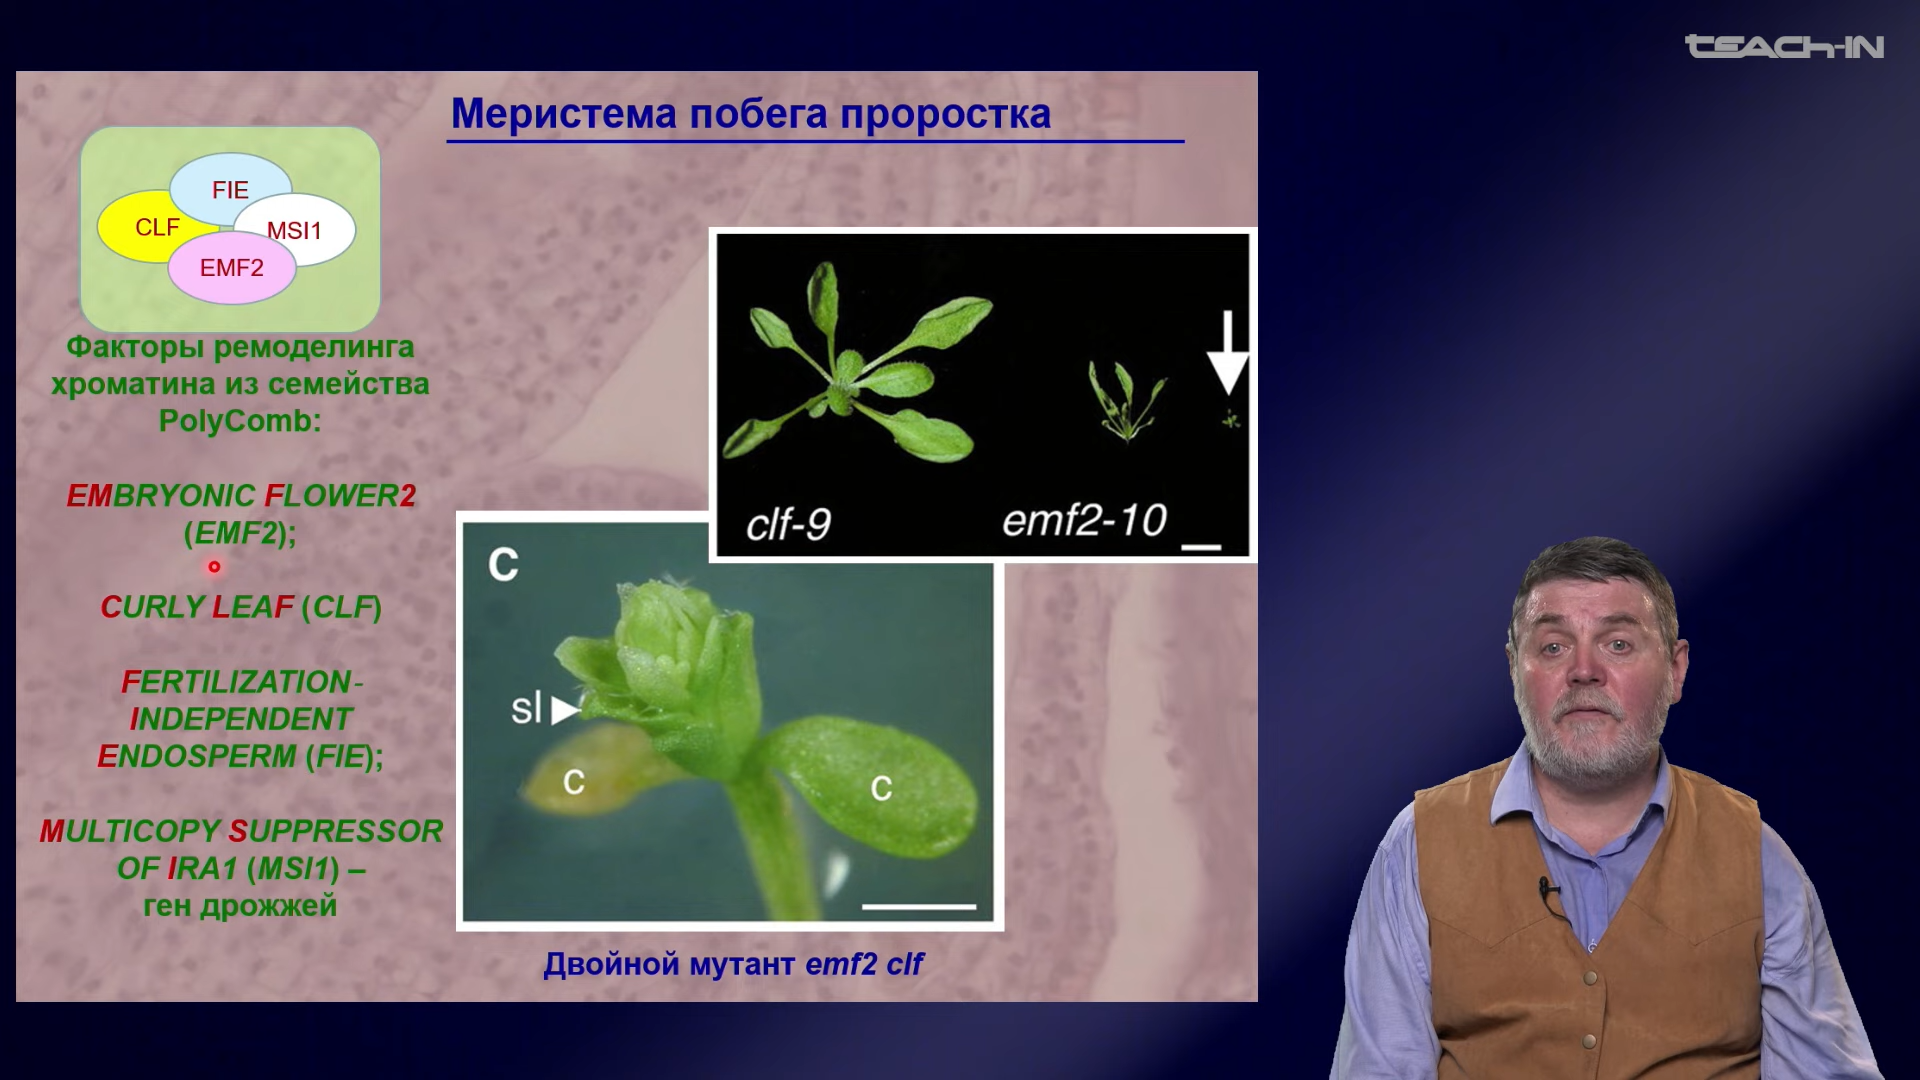 TEACH-IN
Меристема побега проростка
FIE
CLF
MSI1
EMF2
Факторы ремоделинга
хроматина из семейства
PolyComb:
EMBRYONIC FLOWER2
(EMF2);
CURLY LEAF (CLF)
FERTILIZATION-
INDEPENDENT
ENDOSPERM (FIE);
MULTICOPY SUPPRESSOR
OF IRA1 (MSI1) –
ген дрожжей
clf-9
emf2-10
C
sl
c
c
Двойной мутант emf2 clf